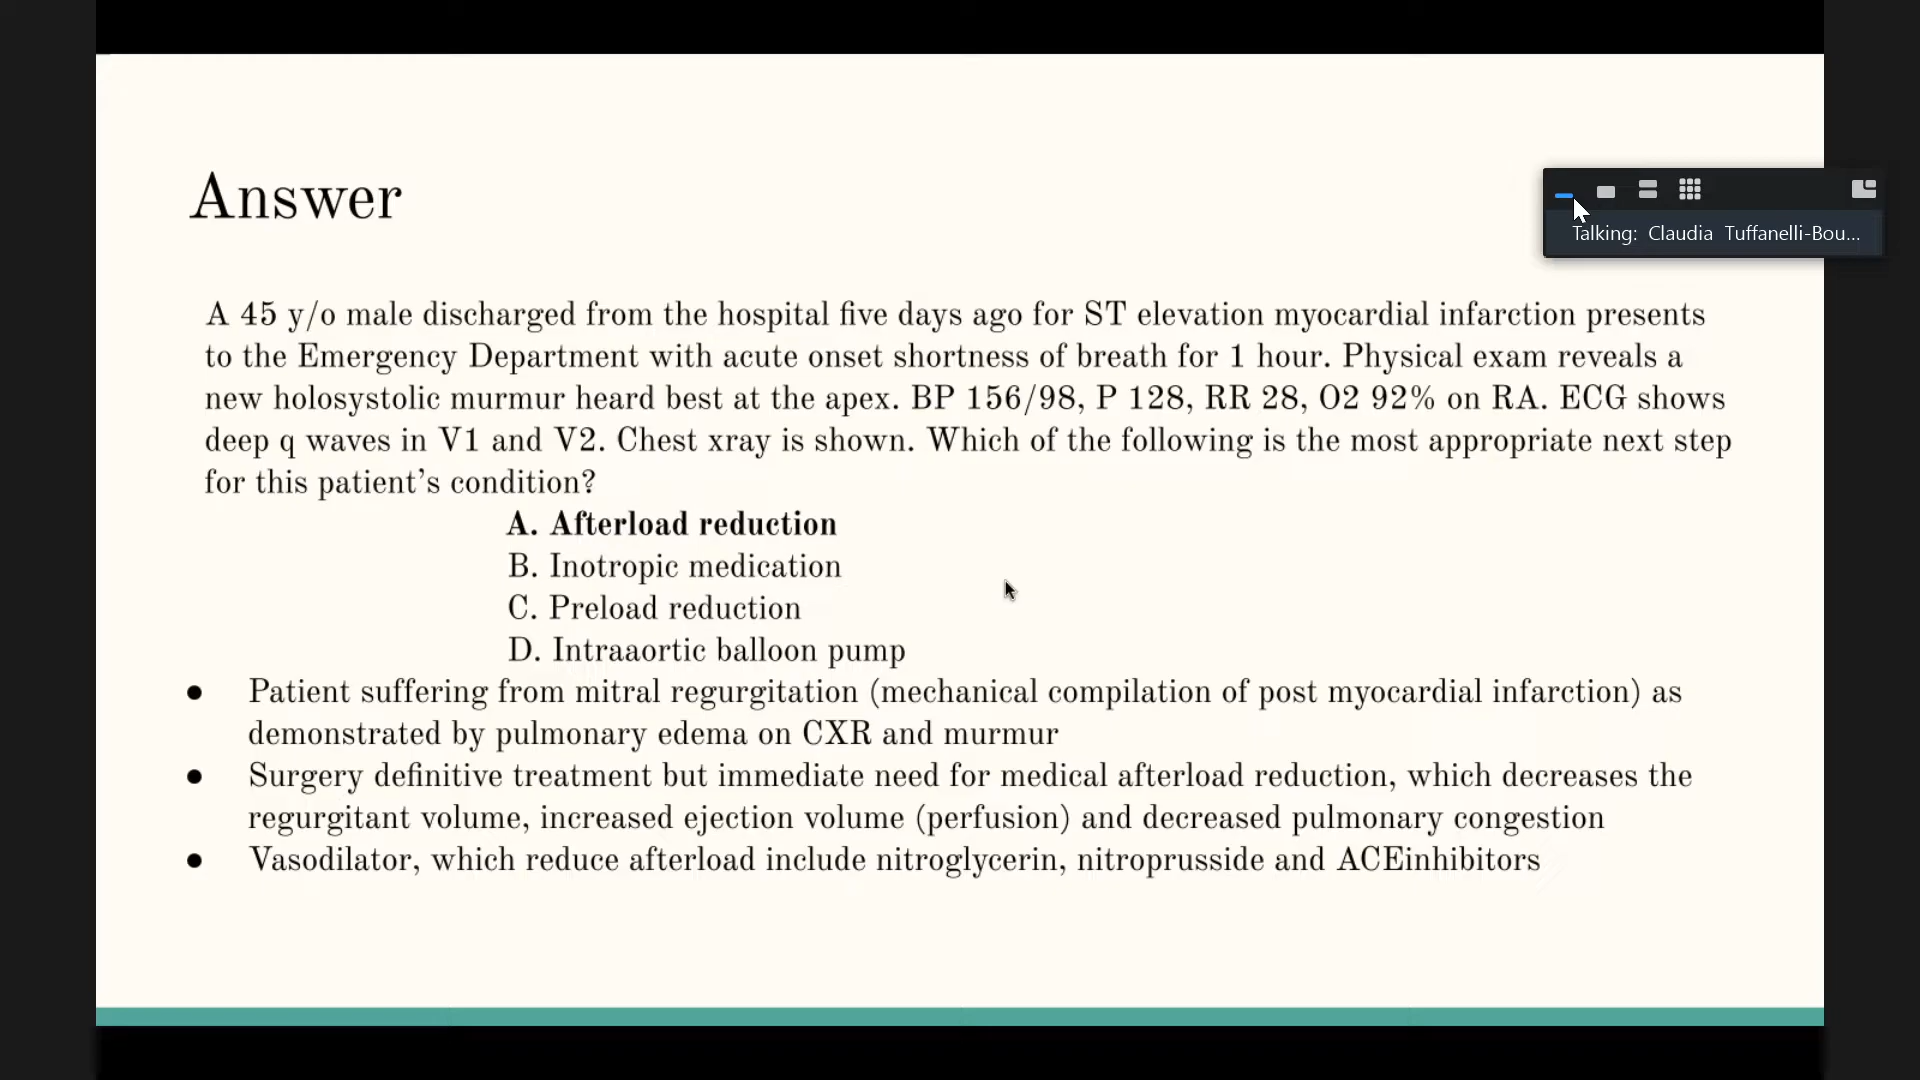 Answer
Talking: Claudia Tuffanelli-Bou...
A 45 y/o male discharged from the hospital five days ago for ST elevation myocardial infarction presents
to the Emergency Department with acute onset shortness of breath for 1 hour. Physical exam reveals a
new holosystolic murmur heard best at the apex. BP 156/98, P 128, RR 28, O2 92% on RA. ECG shows
deep q waves in V1 and V2. Chest xray is shown. Which of the following is the most appropriate next step
for this patient's condition?
A. Afterload reduction
B. Inotropic medication
C. Preload reduction
D. Intraaortic balloon pump
● Patient suffering from mitral regurgitation (mechanical compilation of post myocardial infarction) as
demonstrated by pulmonary edema on CXR and murmur
● Surgery definitive treatment but immediate need for medical afterload reduction, which decreases the
regurgitant volume, increased ejection volume (perfusion) and decreased pulmonary congestion
● Vasodilator, which reduce afterload include nitroglycerin, nitroprusside and ACEinhibitors